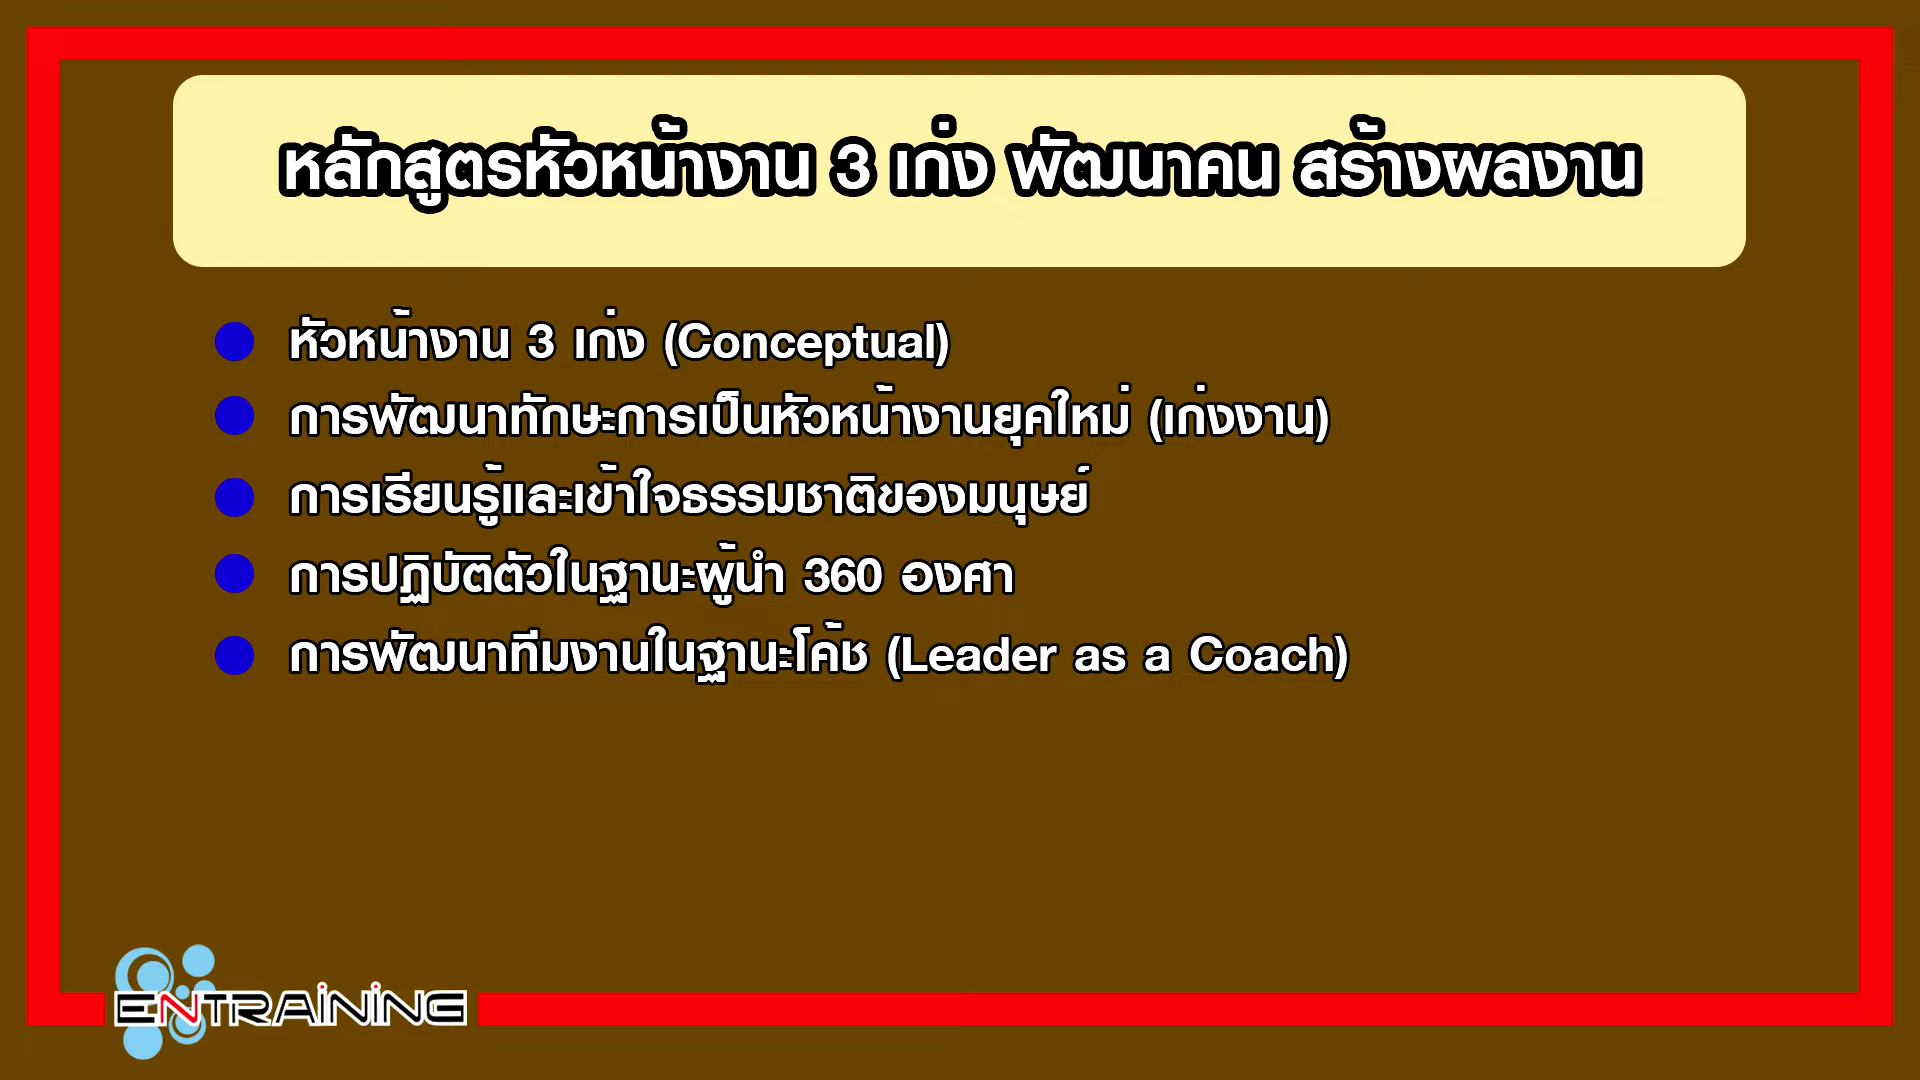 หลักสูตรหัวหน้างาน 3 เก่ง พัฒนาคน สร้างผลงาน
หัวหน้างาน 3 เก่ง (Conceptual)
การพัฒนาทักษะการเป็นหัวหน้างานยุคใหม่ (เก่งงาน)
การเรียนรู้และเข้าใจธรรมชาติของมนุษย์
การปฏิบัติตัวในฐานะผู้นำ 360 องศา
การพัฒนาทีมงานในฐานะโค้ช (Leader as a Coach)
ENTRAINING